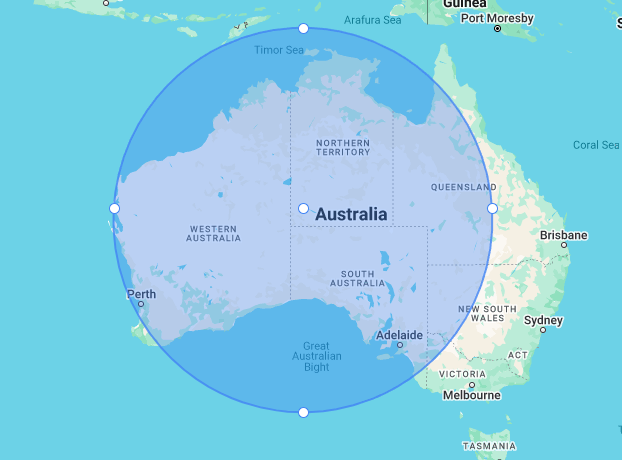 Guinea
Arafura Sea
Port Moresby
Timor Sea
NORTHERN
TERRITORY
Coral Sea
QUEENSLAND
Australia
WESTERN
AUSTRALIA
Brisbane
SOUTH
AUSTRALIA
Perth
NEW SOUTH
WALES
Sydney
Adelaide
Great
Australian
Bight
ACT
VICTORIA
Melbourne
TASMANIA